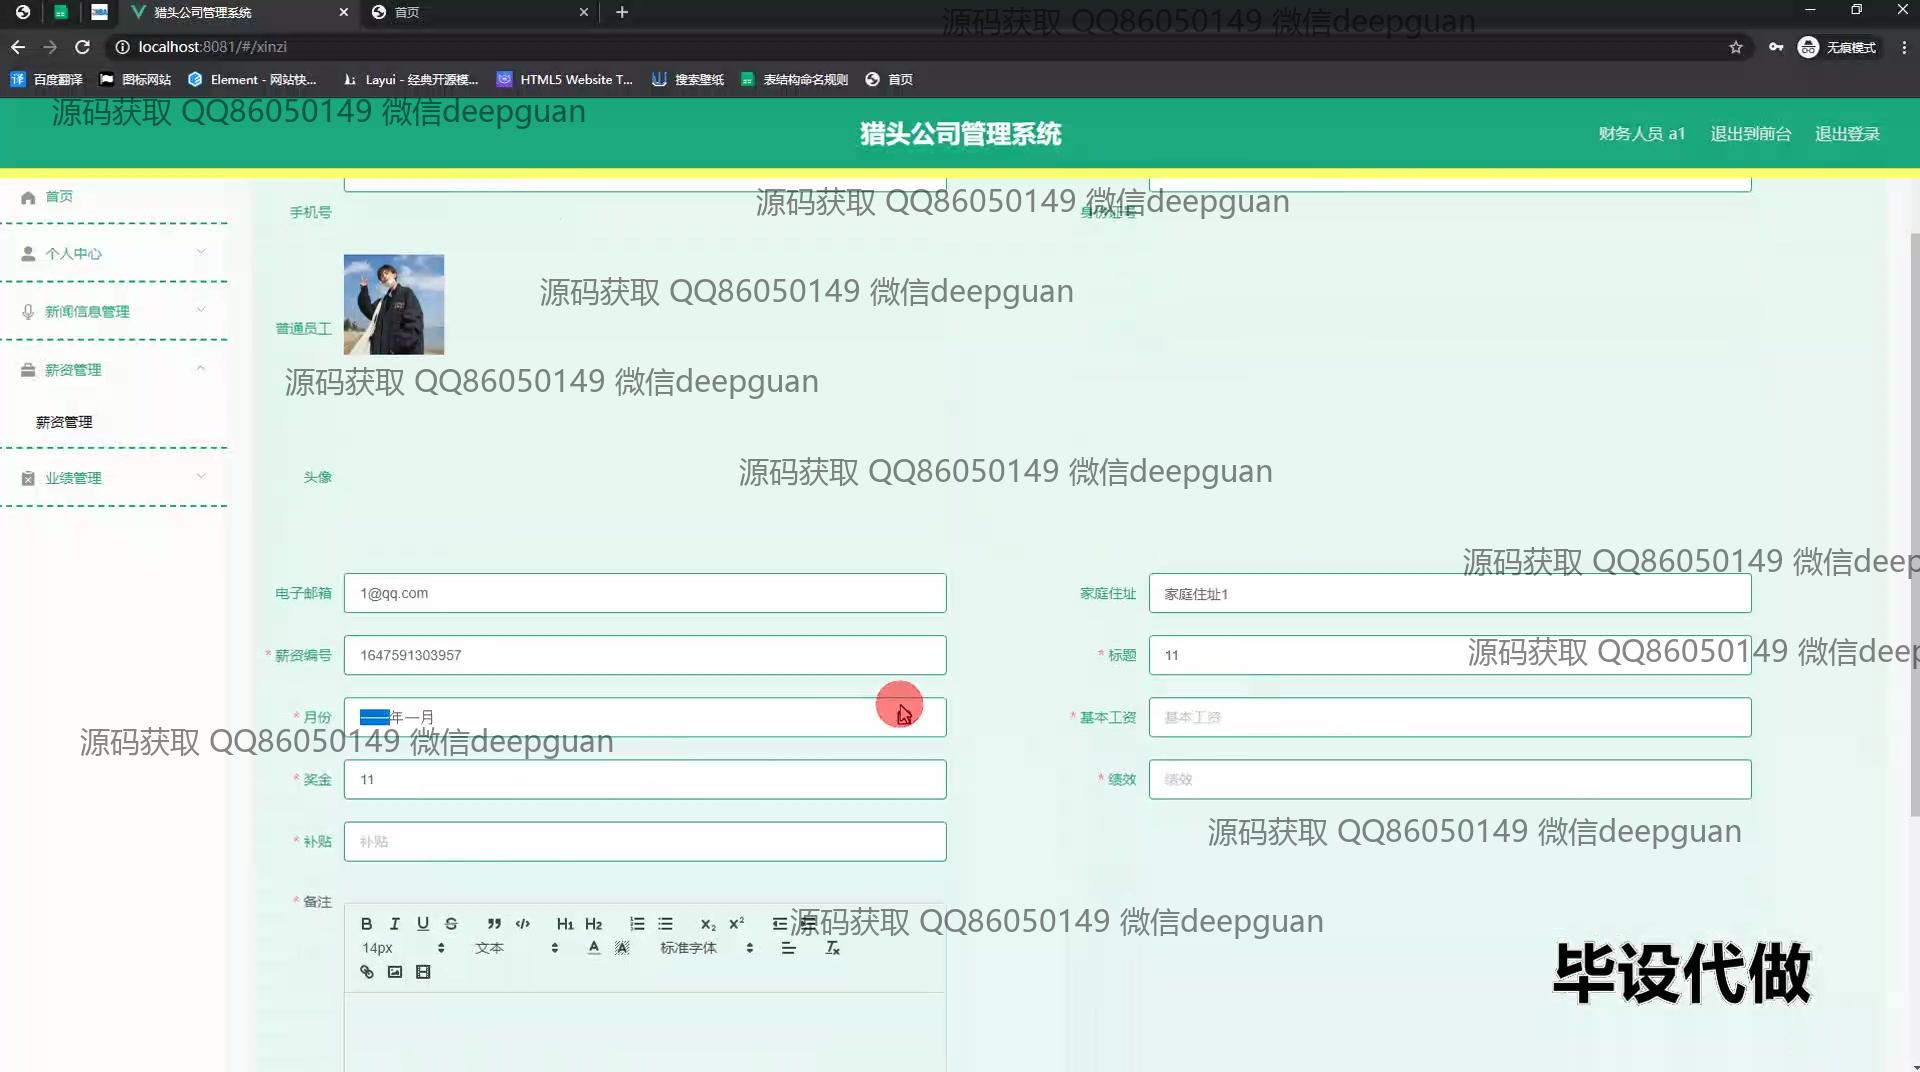 猎头公司管理系统
首页
源码获取 QQ86050149 微信deepguan
localhost:8081/#/xinzi
无痕模式
百度翻译
图标网站
Element - 网站快...
Layui - 经典开源模...
HTML5 Website T...
搜索壁纸
表结构命名规则
首页
源码获取 QQ86050149 微信deepguan
猎头公司管理系统
财务人员 a1
退出到前台
退出登录
首页
个人中心
新闻信息管理
薪资管理
薪资管理
业绩管理
手机号
源码获取 QQ86050149 微信deepguan
身份证号
源码获取 QQ86050149 微信deepguan
普通员工
源码获取 QQ86050149 微信deepguan
头像
源码获取 QQ86050149 微信deepguan
源码获取 QQ86050149 微信deep
电子邮箱
1@qq.com
家庭住址
家庭住址1
* 薪资编号
1647591303957
* 标题
11
源码获取 QQ86050149 微信deep
* 月份
年一月
* 基本工资
基本工资
源码获取 QQ86050149 微信deepguan
* 奖金
11
* 绩效
绩效
* 补贴
补贴
源码获取 QQ86050149 微信deepguan
* 备注
B I U S H1 H2 X₂ X²
源码获取 QQ86050149 微信deepguan
14px
文本
标准字体
毕设代做